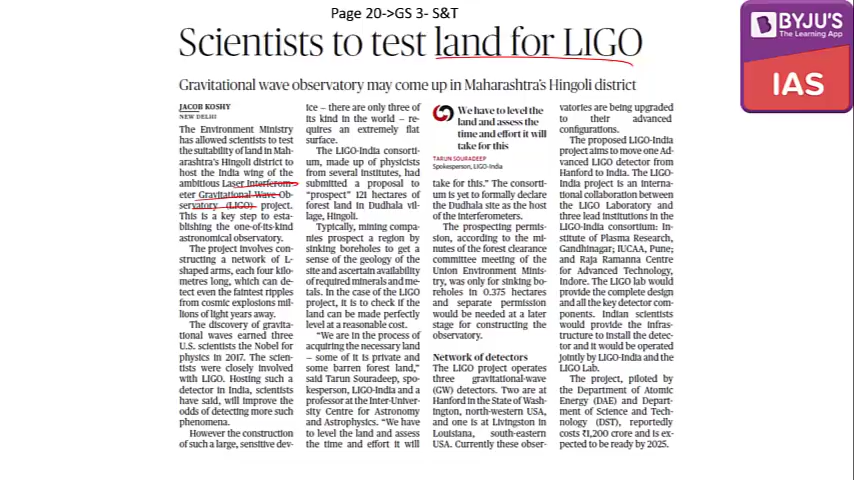 Page 20->GS 3- S&T
Scientists to test land for LIGO
Gravitational wave observatory may come up in Maharashtra's Hingoli district
BYJU'S
The Learning App
IAS
JACOB KOSHY
NEW DELHI
The Environment Ministry
has allowed scientists to test
the suitability of land in Mah-
arashtra's Hingoli district to
host the India wing of the
ambitious Laser Interferom-
eter Gravitational Wave Ob-
servatory (LIGO) project.
This is a key step to esta-
blishing the one-of-its-kind
astronomical observatory.
The project involves con-
structing a network of L-
shaped arms, each four kilo-
metres long, which can de-
tect even the faintest ripples
from cosmic explosions mil-
lions of light years away.
The discovery of gravita-
tional waves earned three
U.S. scientists the Nobel for
physics in 2017. The scien-
tists were closely involved
with LIGO. Hosting such a
detector in India, scientists
have said, will improve the
odds of detecting more such
phenomena.
However the construction
of such a large, sensitive dev-
ice – there are only three of
its kind in the world – re-
quires an extremely flat
surface.
The LIGO-India consorti-
um, made up of physicists
from several institutes, had
submitted a proposal to
"prospect" 121 hectares of
forest land in Dudhala vil-
lage, Hingoli.
Typically, mining compa-
nies prospect a region by
sinking boreholes to get a
sense of the geology of the
site and ascertain availability
of required minerals and me-
tals. In the case of the LIGO
project, it is to check if the
land can be made perfectly
level at a reasonable cost.
"We are in the process of
acquiring the necessary land
– some of it is private and
some barren forest land,"
said Tarun Souradeep, spo-
kesperson, LIGO-India and a
professor at the Inter-Univer-
sity Centre for Astronomy
and Astrophysics. "We have
to level the land and assess
the time and effort it will
We have to level the
land and assess the
time and effort it will
take for this
TARUN SOURADEEP
Spokesperson, LIGO-India
take for this." The consorti-
um is yet to formally declare
the Dudhala site as the host
of the interferometers.
The prospecting permis-
sion, according to the mi-
nutes of the forest clearance
committee meeting of the
Union Environment Minis-
try, was only for sinking bo-
reholes in 0.375 hectares
and separate permission
would be needed at a later
stage for constructing the
observatory.
Network of detectors
The LIGO project operates
three gravitational-wave
(GW) detectors. Two are at
Hanford in the State of Wash-
ington, north-western USA,
and one is at Livingston in
Louisiana, south-eastern
USA. Currently these obser-
vatories are being upgraded
to their advanced
configurations.
The proposed LIGO-India
project aims to move one Ad-
vanced LIGO detector from
Hanford to India. The LIGO-
India project is an interna-
tional collaboration between
the LIGO Laboratory and
three lead institutions in the
LIGO-India consortium: In-
stitute of Plasma Research,
Gandhinagar; IUCAA, Pune;
and Raja Ramanna Centre
for Advanced Technology,
Indore. The LIGO lab would
provide the complete design
and all the key detector com-
ponents. Indian scientists
would provide the infras-
tructure to install the detec-
tor and it would be operated
jointly by LIGO-India and the
LIGO Lab.
The project, piloted by
the Department of Atomic
Energy (DAE) and Depart-
ment of Science and Tech-
nology (DST), reportedly
costs ₹1,200 crore and is ex-
pected to be ready by 2025.